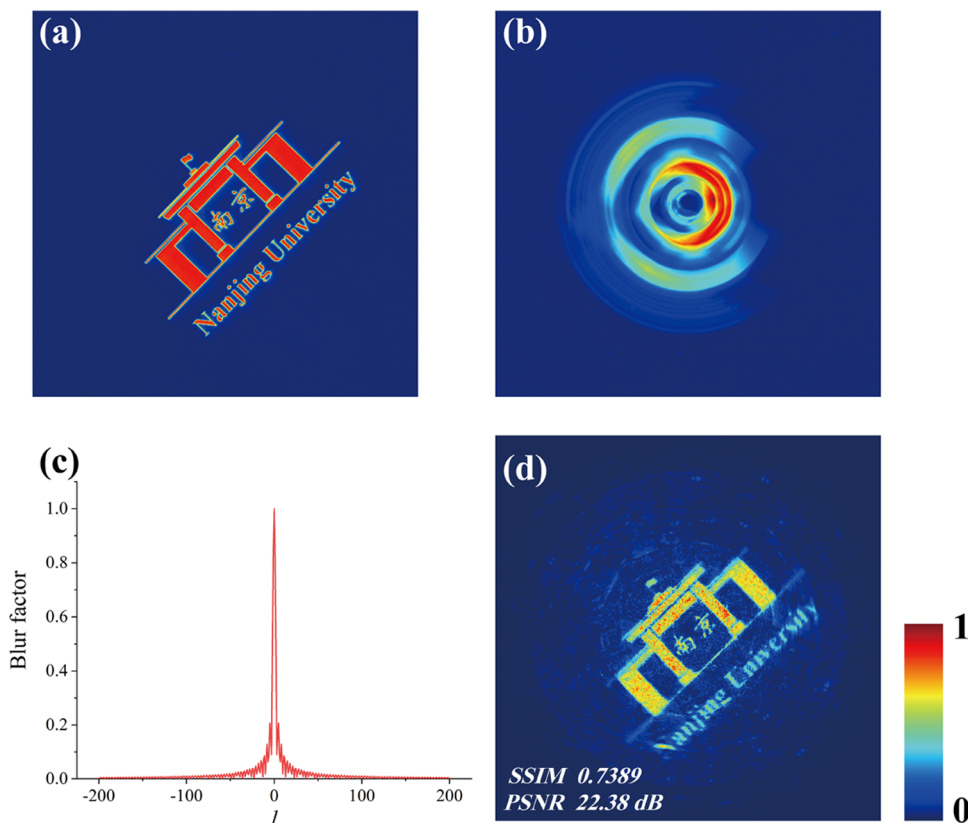 (a)
南京
Nanjing University
(b)
(c)
Blur factor
1.0
0.8
0.6
0.4
0.2
0.0
-200
-100
0
100
200
l
(d)
南京
anjing University
SSIM 0.7389
PSNR 22.38 dB
1
0